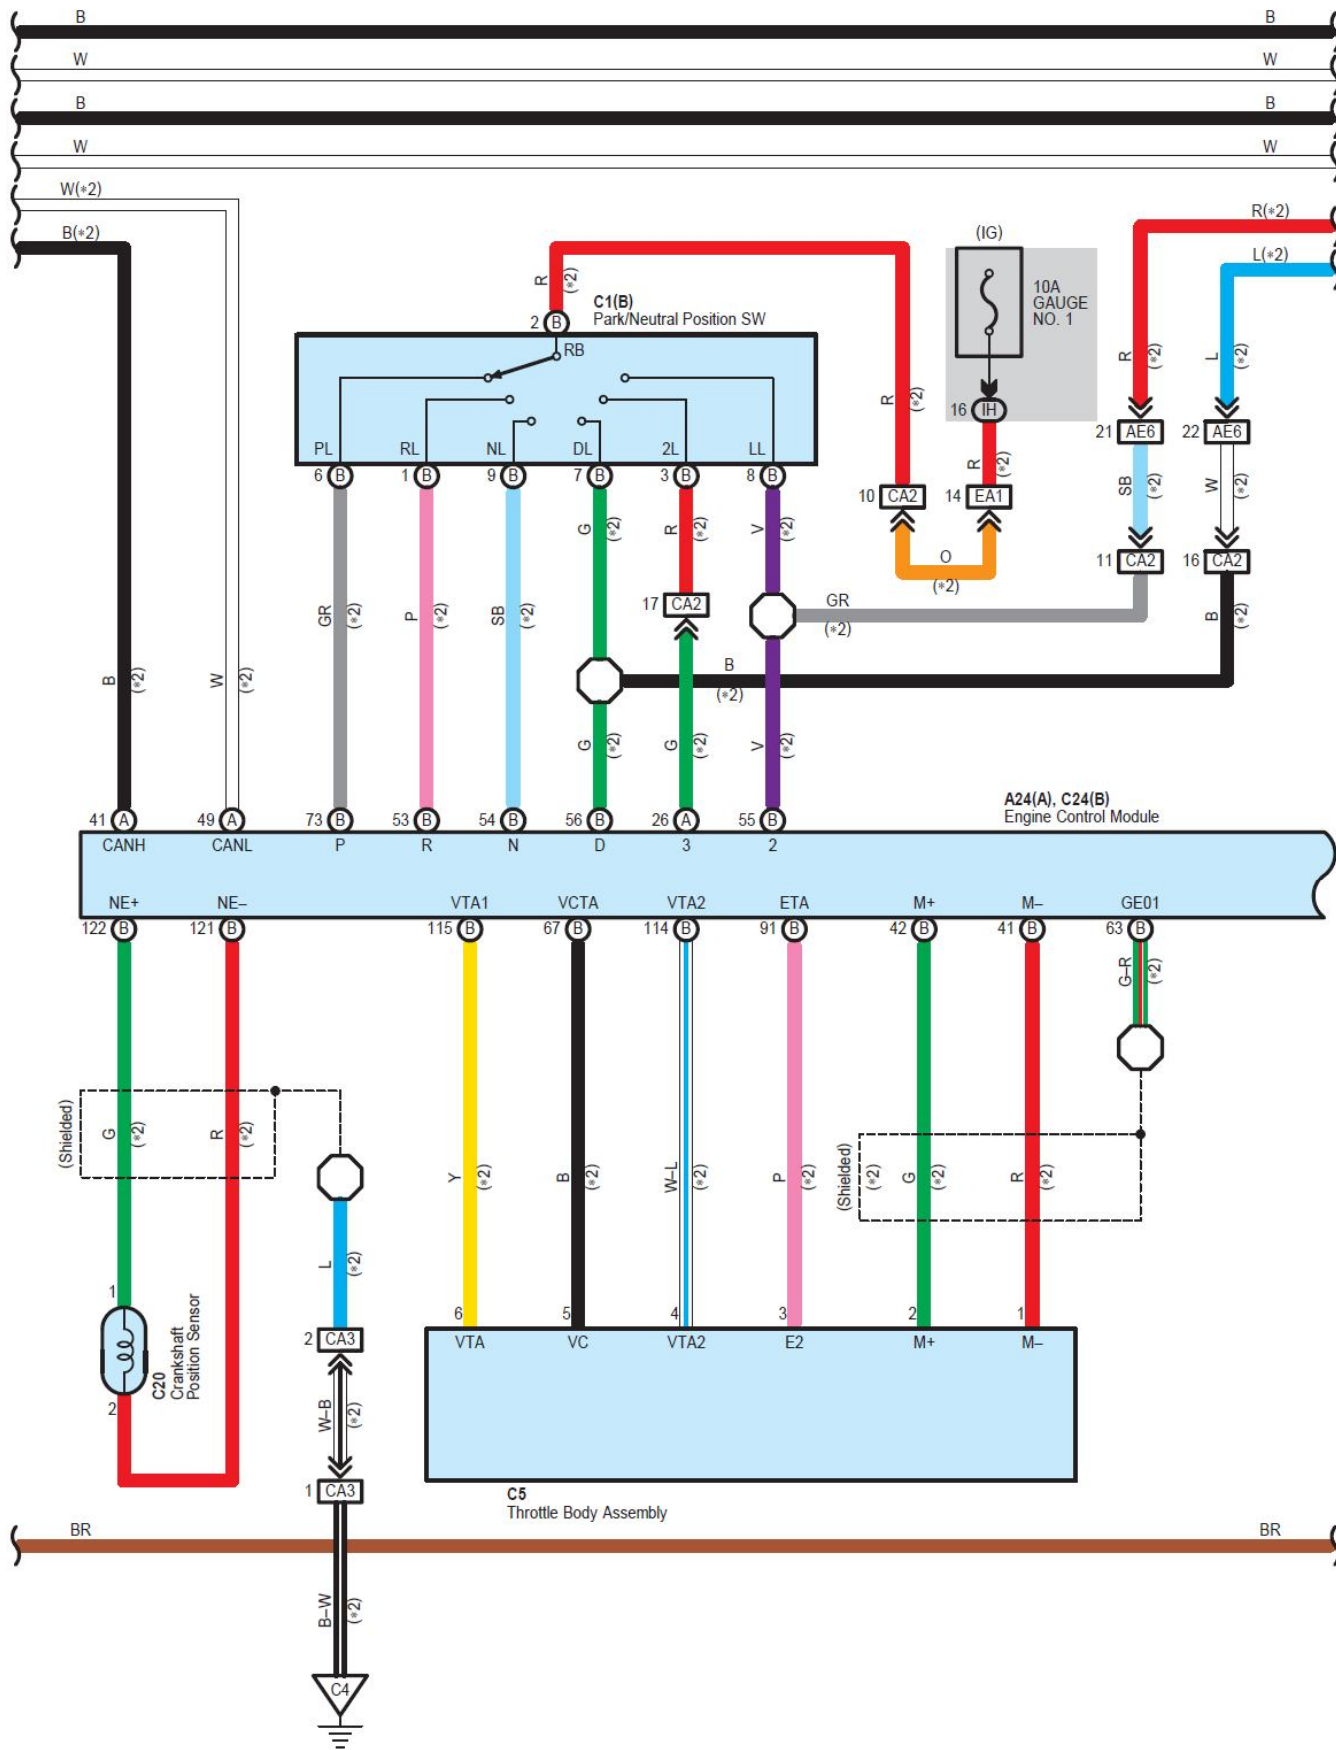 B B
W W
B B
W W
W(*2)
R(*2)
B(*2)
(IG)
L(*2)
R (*2)
10A
GAUGE
NO. 1
C1(B)
Park/Neutral Position SW
2 B
RB
R (*2)
L (*2)
R (*2)
16 IH
21 AE6 22 AE6
PL RL NL DL 2L LL
6 B 1 B 9 B 7 B 3 B 8 B
R (*2)
SB (*2)
W (*2)
10 CA2 14 EA1
G (*2)
R (*2)
V (*2)
O
(*2)
11 CA2 16 CA2
GR (*2)
P (*2)
SB (*2)
17 CA2
GR
(*2)
B (*2)
B (*2)
W (*2)
B
(*2)
G (*2)
G (*2)
V (*2)
A24(A), C24(B)
Engine Control Module
41 A 49 A 73 B 53 B 54 B 56 B 26 A 55 B
CANH CANL P R N D 3 2
NE+ NE– VTA1 VCTA VTA2 ETA M+ M– GE01
122 B 121 B 115 B 67 B 114 B 91 B 42 B 41 B 63 B
G–R (*2)
(Shielded)
G (*2)
R (*2)
Y (*2)
B (*2)
W–L (*2)
P (*2)
(Shielded) (*2)
G (*2)
R (*2)
L (*2)
1
C20
Crankshaft
Position Sensor
2
2 CA3
6 5 4 3 2 1
VTA VC VTA2 E2 M+ M–
W–B (*2)
1 CA3
C5
Throttle Body Assembly
BR BR
B–W (*2)
C4